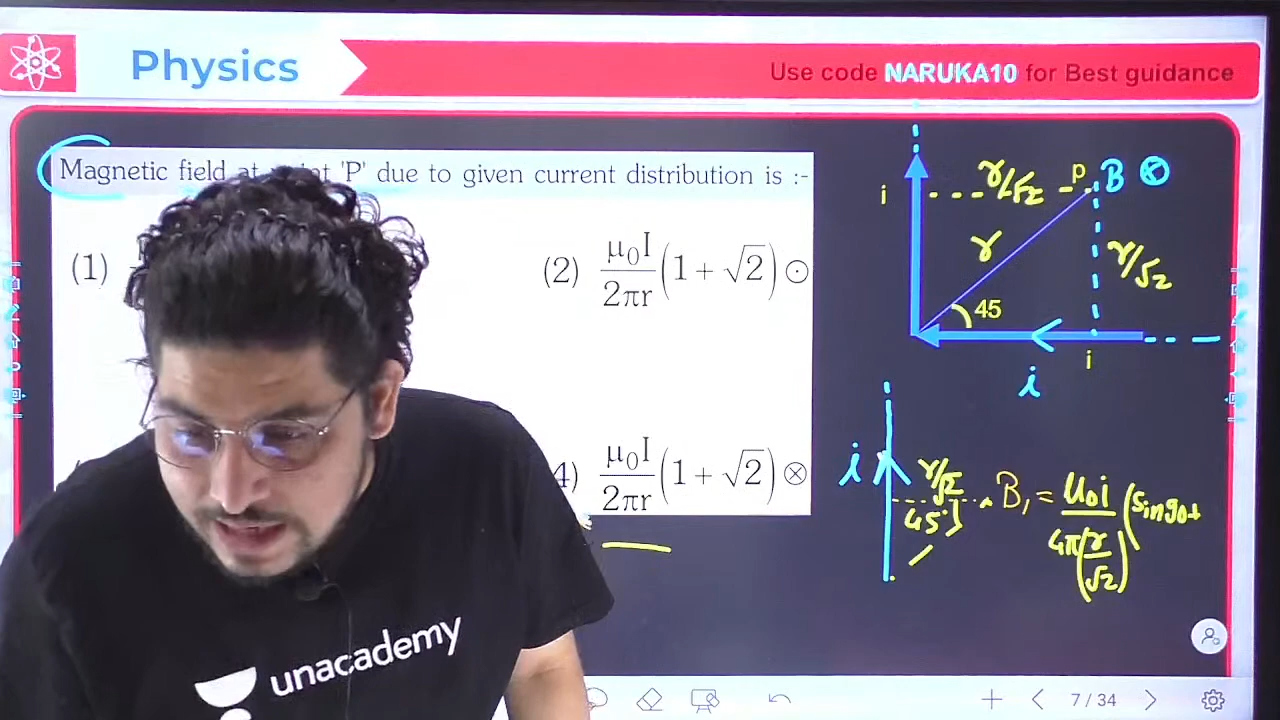 Physics
Use code NARUKA10 for Best guidance
Magnetic field at 'P' due to given current distribution is :-
(1)
(2) μ₀I/2πr (1 + √2) ⊙
4) μ₀I/2πr (1 + √2) ⊗
i
r/√2
P
B ⊗
r
r/√2
45
i
i
i
r/√2
45°
B₁ = μ₀i/4π(r/√2) (sin90+
unacademy
7 / 34